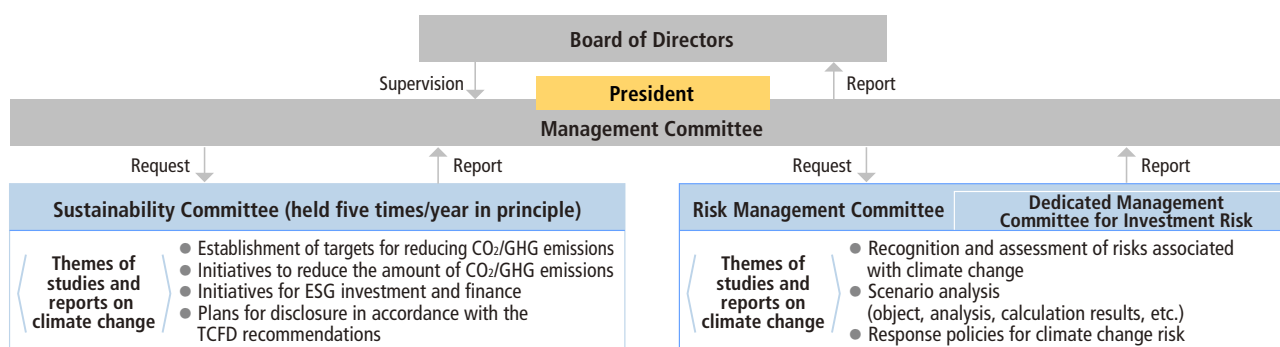 Board of Directors
Supervision
Report
President
Management Committee
Request
Report
Request
Report
Sustainability Committee (held five times/year in principle)
Themes of
studies and
reports on
climate change
● Establishment of targets for reducing CO₂/GHG emissions
● Initiatives to reduce the amount of CO₂/GHG emissions
● Initiatives for ESG investment and finance
● Plans for disclosure in accordance with the
TCFD recommendations
Risk Management Committee
Dedicated Management
Committee for Investment Risk
Themes of
studies and
reports on
climate change
● Recognition and assessment of risks associated
with climate change
● Scenario analysis
(object, analysis, calculation results, etc.)
● Response policies for climate change risk